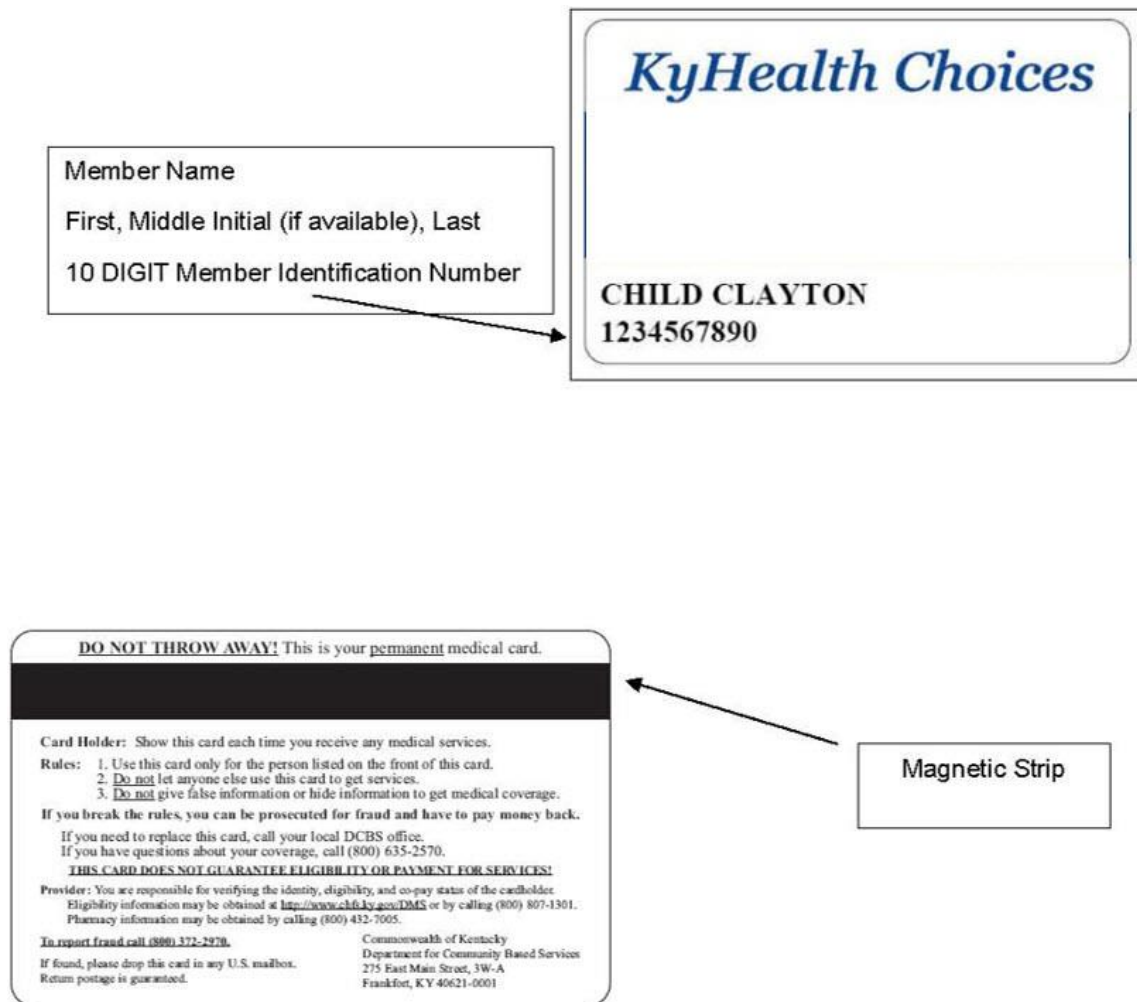 KyHealth Choices
Member Name
First, Middle Initial (if available), Last
10 DIGIT Member Identification Number
CHILD CLAYTON
1234567890
DO NOT THROW AWAY! This is your permanent medical card.
Magnetic Strip
Card Holder: Show this card each time you receive any medical services.
Rules: 1. Use this card only for the person listed on the front of this card.
2. Do not let anyone else use this card to get services.
3. Do not give false information or hide information to get medical coverage.
If you break the rules, you can be prosecuted for fraud and have to pay money back.
If you need to replace this card, call your local DCBS office.
If you have questions about your coverage, call (800) 635-2570.
THIS CARD DOES NOT GUARANTEE ELIGIBILITY OR PAYMENT FOR SERVICES!
Provider: You are responsible for verifying the identity, eligibility, and co-pay status of the cardholder.
Eligibility information may be obtained at http://www.chfs.ky.gov/DMS or by calling (800) 807-1301.
Pharmacy information may be obtained by calling (800) 432-7005.
To report fraud call (800) 372-2970.
If found, please drop this card in any U.S. mailbox.
Return postage is guaranteed.
Commonwealth of Kentucky
Department for Community Based Services
275 East Main Street, 3W-A
Frankfort, KY 40621-0001